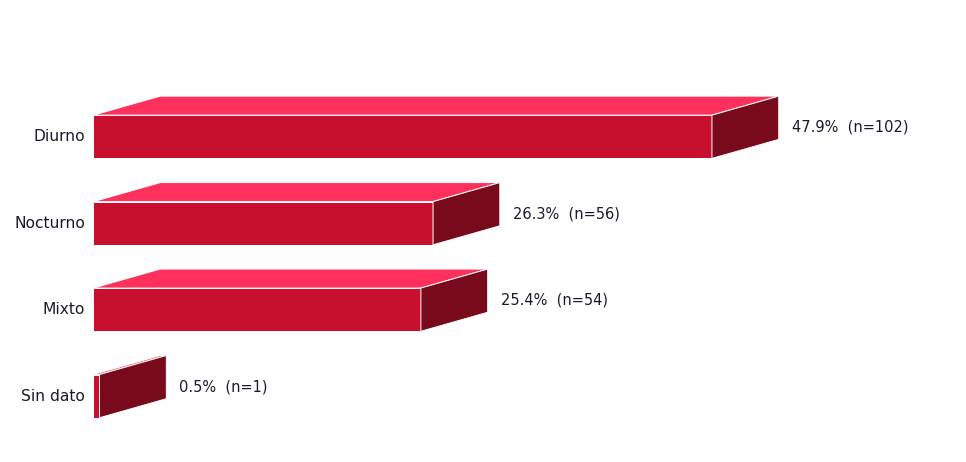 Diurno 47.9% (n=102)
Nocturno 26.3% (n=56)
Mixto 25.4% (n=54)
Sin dato 0.5% (n=1)